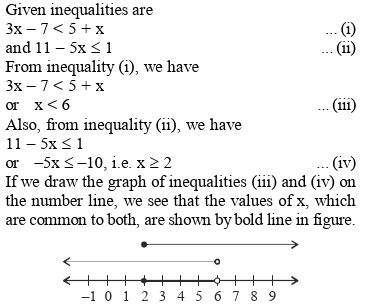 Given inequalities are
3x – 7 < 5 + x ... (i)
and 11 – 5x ≤ 1 ... (ii)
From inequality (i), we have
3x – 7 < 5 + x
or x < 6 ... (iii)
Also, from inequality (ii), we have
11 – 5x ≤ 1
or –5x ≤ –10, i.e. x ≥ 2 ... (iv)
If we draw the graph of inequalities (iii) and (iv) on
the number line, we see that the values of x, which
are common to both, are shown by bold line in figure.
–1 0 1 2 3 4 5 6 7 8 9